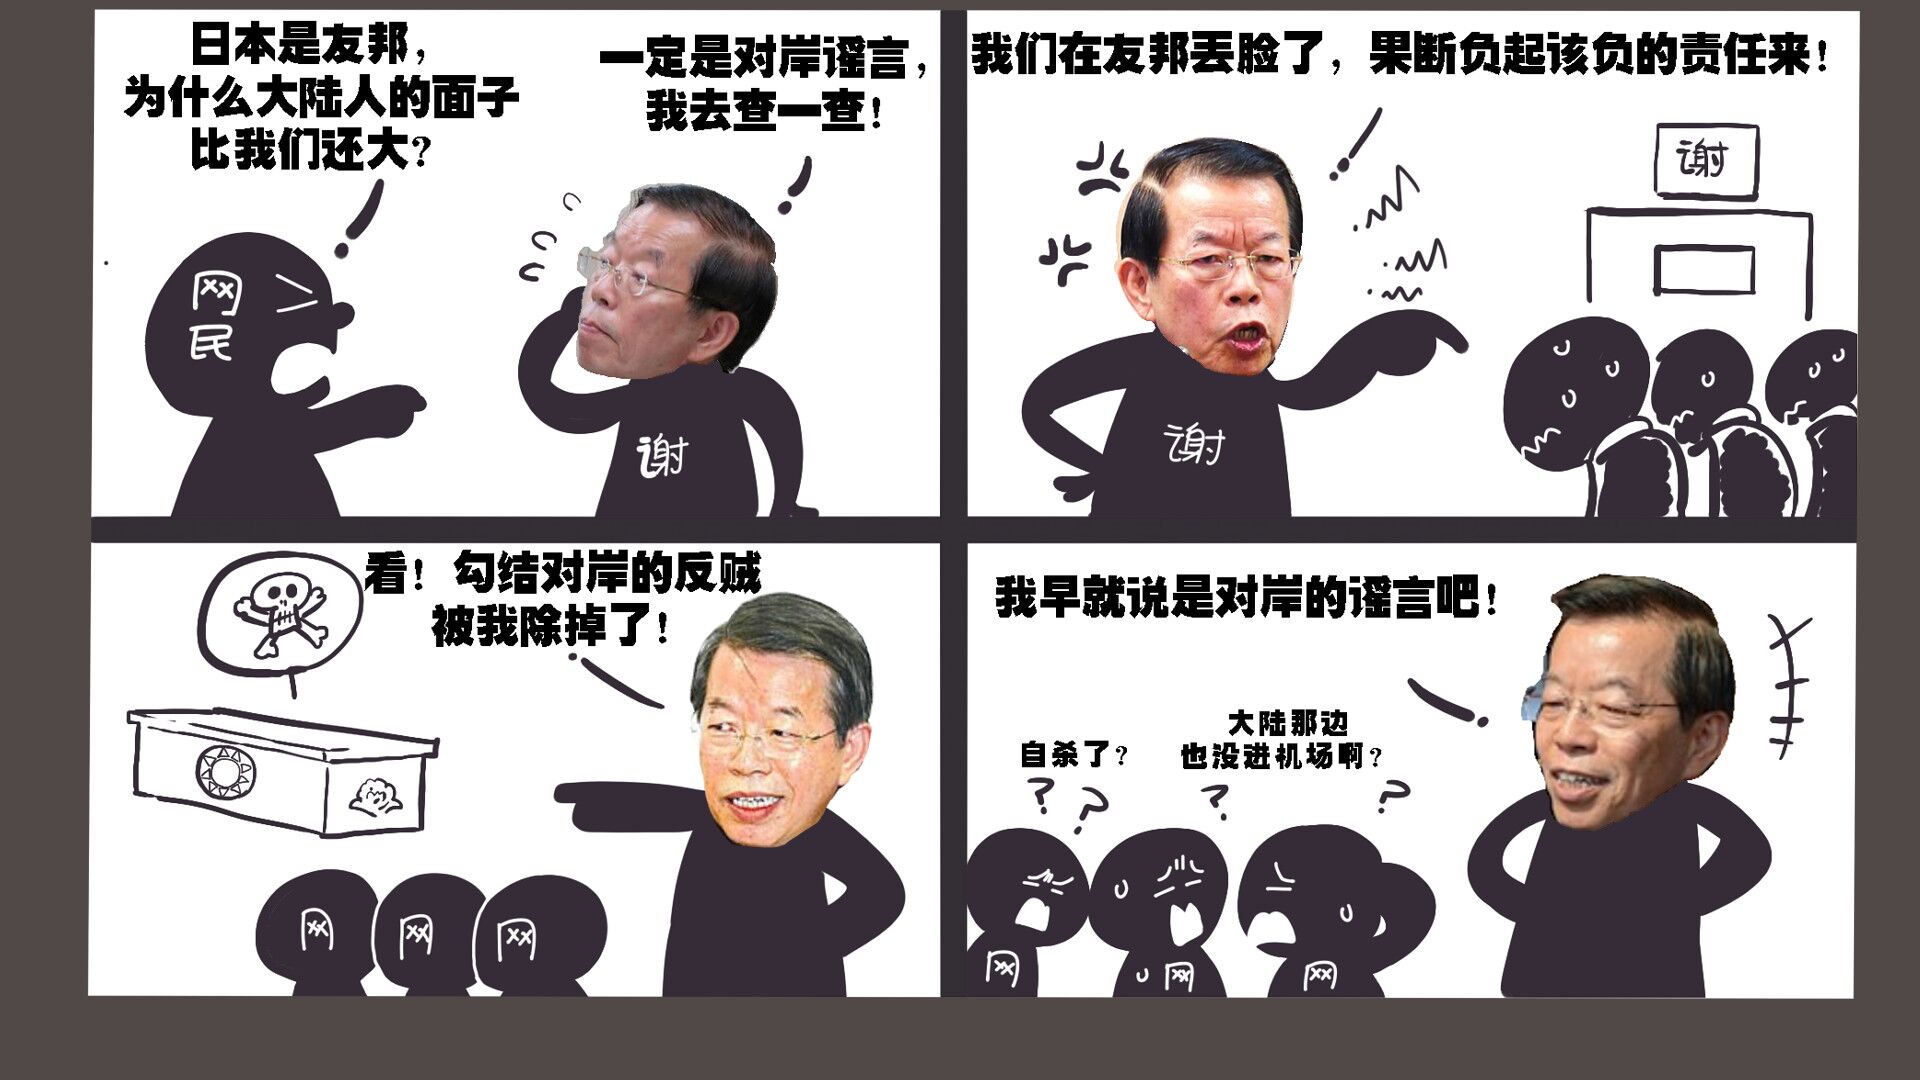 日本是友邦，
为什么大陆人的面子
比我们还大？
一定是对岸谣言，
我去查一查！
网
民
谢
我们在友邦丢脸了，果断负起该负的责任来！
谢
谢
看！勾结对岸的反贼
被我除掉了！
网
网
网
我早就说是对岸的谣言吧！
自杀了？
大陆那边
也没进机场啊？
网
网
网